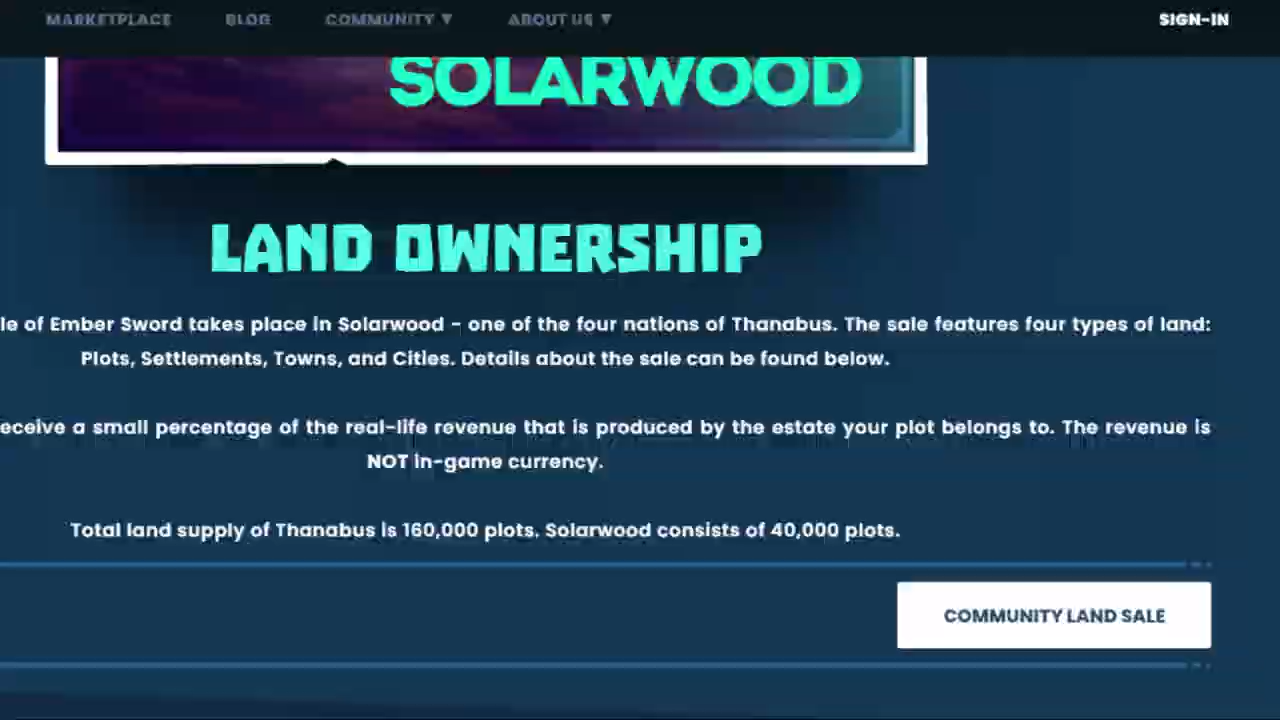 MARKETPLACE BLOG COMMUNITY ▼ ABOUT US ▼ SIGN-IN
SOLARWOOD
LAND OWNERSHIP
le of Ember Sword takes place in Solarwood - one of the four nations of Thanabus. The sale features four types of land:
Plots, Settlements, Towns, and Cities. Details about the sale can be found below.
eceive a small percentage of the real-life revenue that is produced by the estate your plot belongs to. The revenue is
NOT in-game currency.
Total land supply of Thanabus is 160,000 plots. Solarwood consists of 40,000 plots.
COMMUNITY LAND SALE